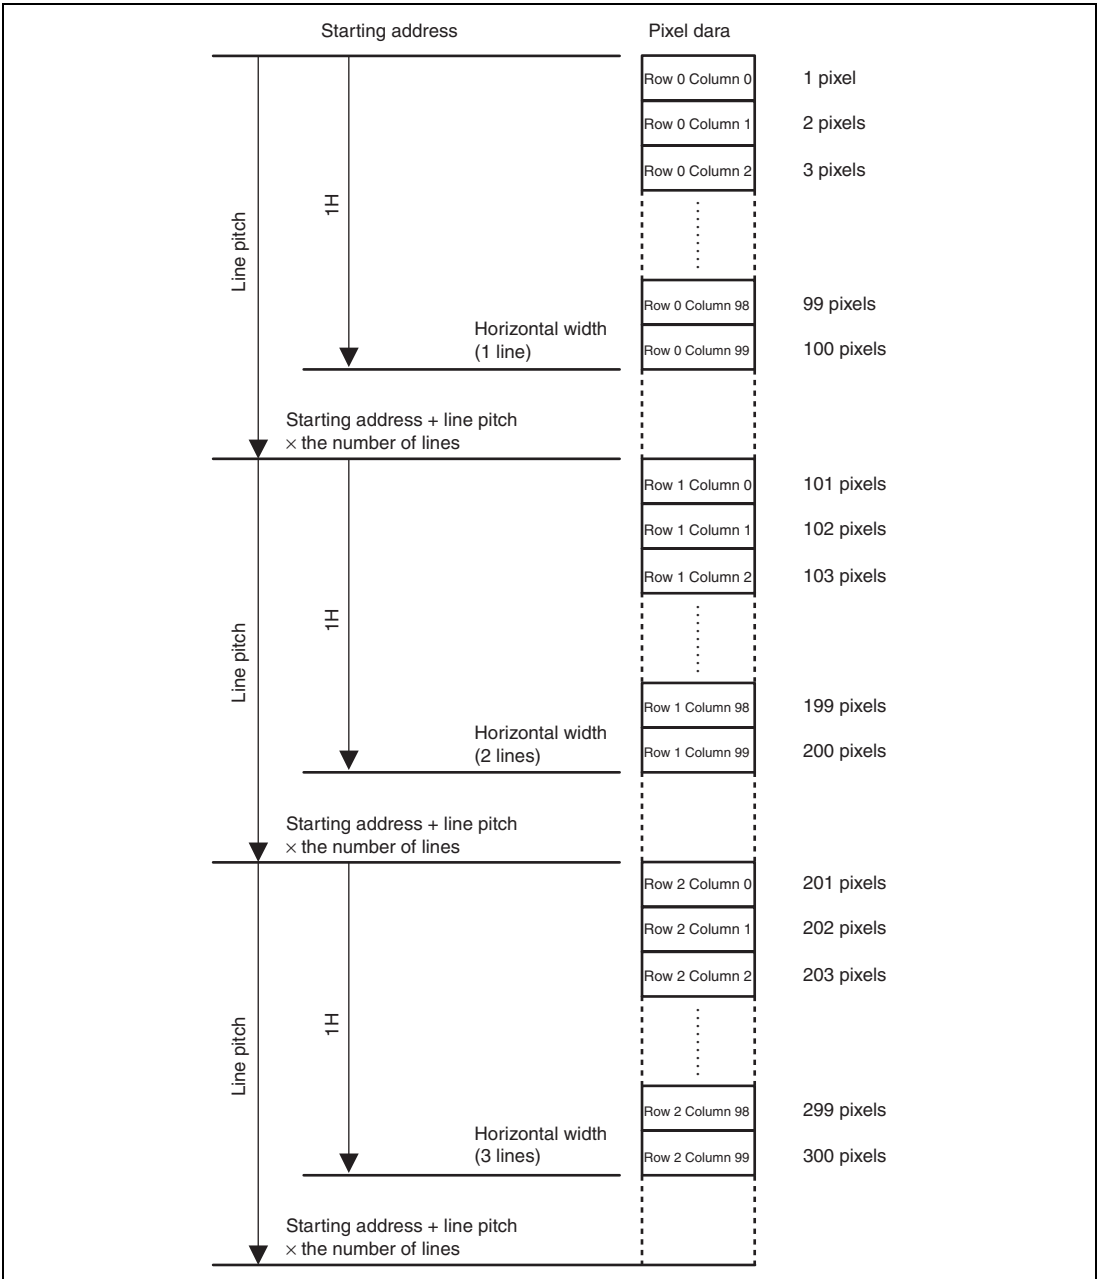 Starting address
Pixel dara
Row 0 Column 0
1 pixel
Row 0 Column 1
2 pixels
Row 0 Column 2
3 pixels
1H
Line pitch
Row 0 Column 98
99 pixels
Horizontal width
(1 line)
Row 0 Column 99
100 pixels
Starting address + line pitch
× the number of lines
Row 1 Column 0
101 pixels
Row 1 Column 1
102 pixels
Row 1 Column 2
103 pixels
1H
Line pitch
Row 1 Column 98
199 pixels
Horizontal width
(2 lines)
Row 1 Column 99
200 pixels
Starting address + line pitch
× the number of lines
Row 2 Column 0
201 pixels
Row 2 Column 1
202 pixels
Row 2 Column 2
203 pixels
1H
Line pitch
Row 2 Column 98
299 pixels
Horizontal width
(3 lines)
Row 2 Column 99
300 pixels
Starting address + line pitch
× the number of lines